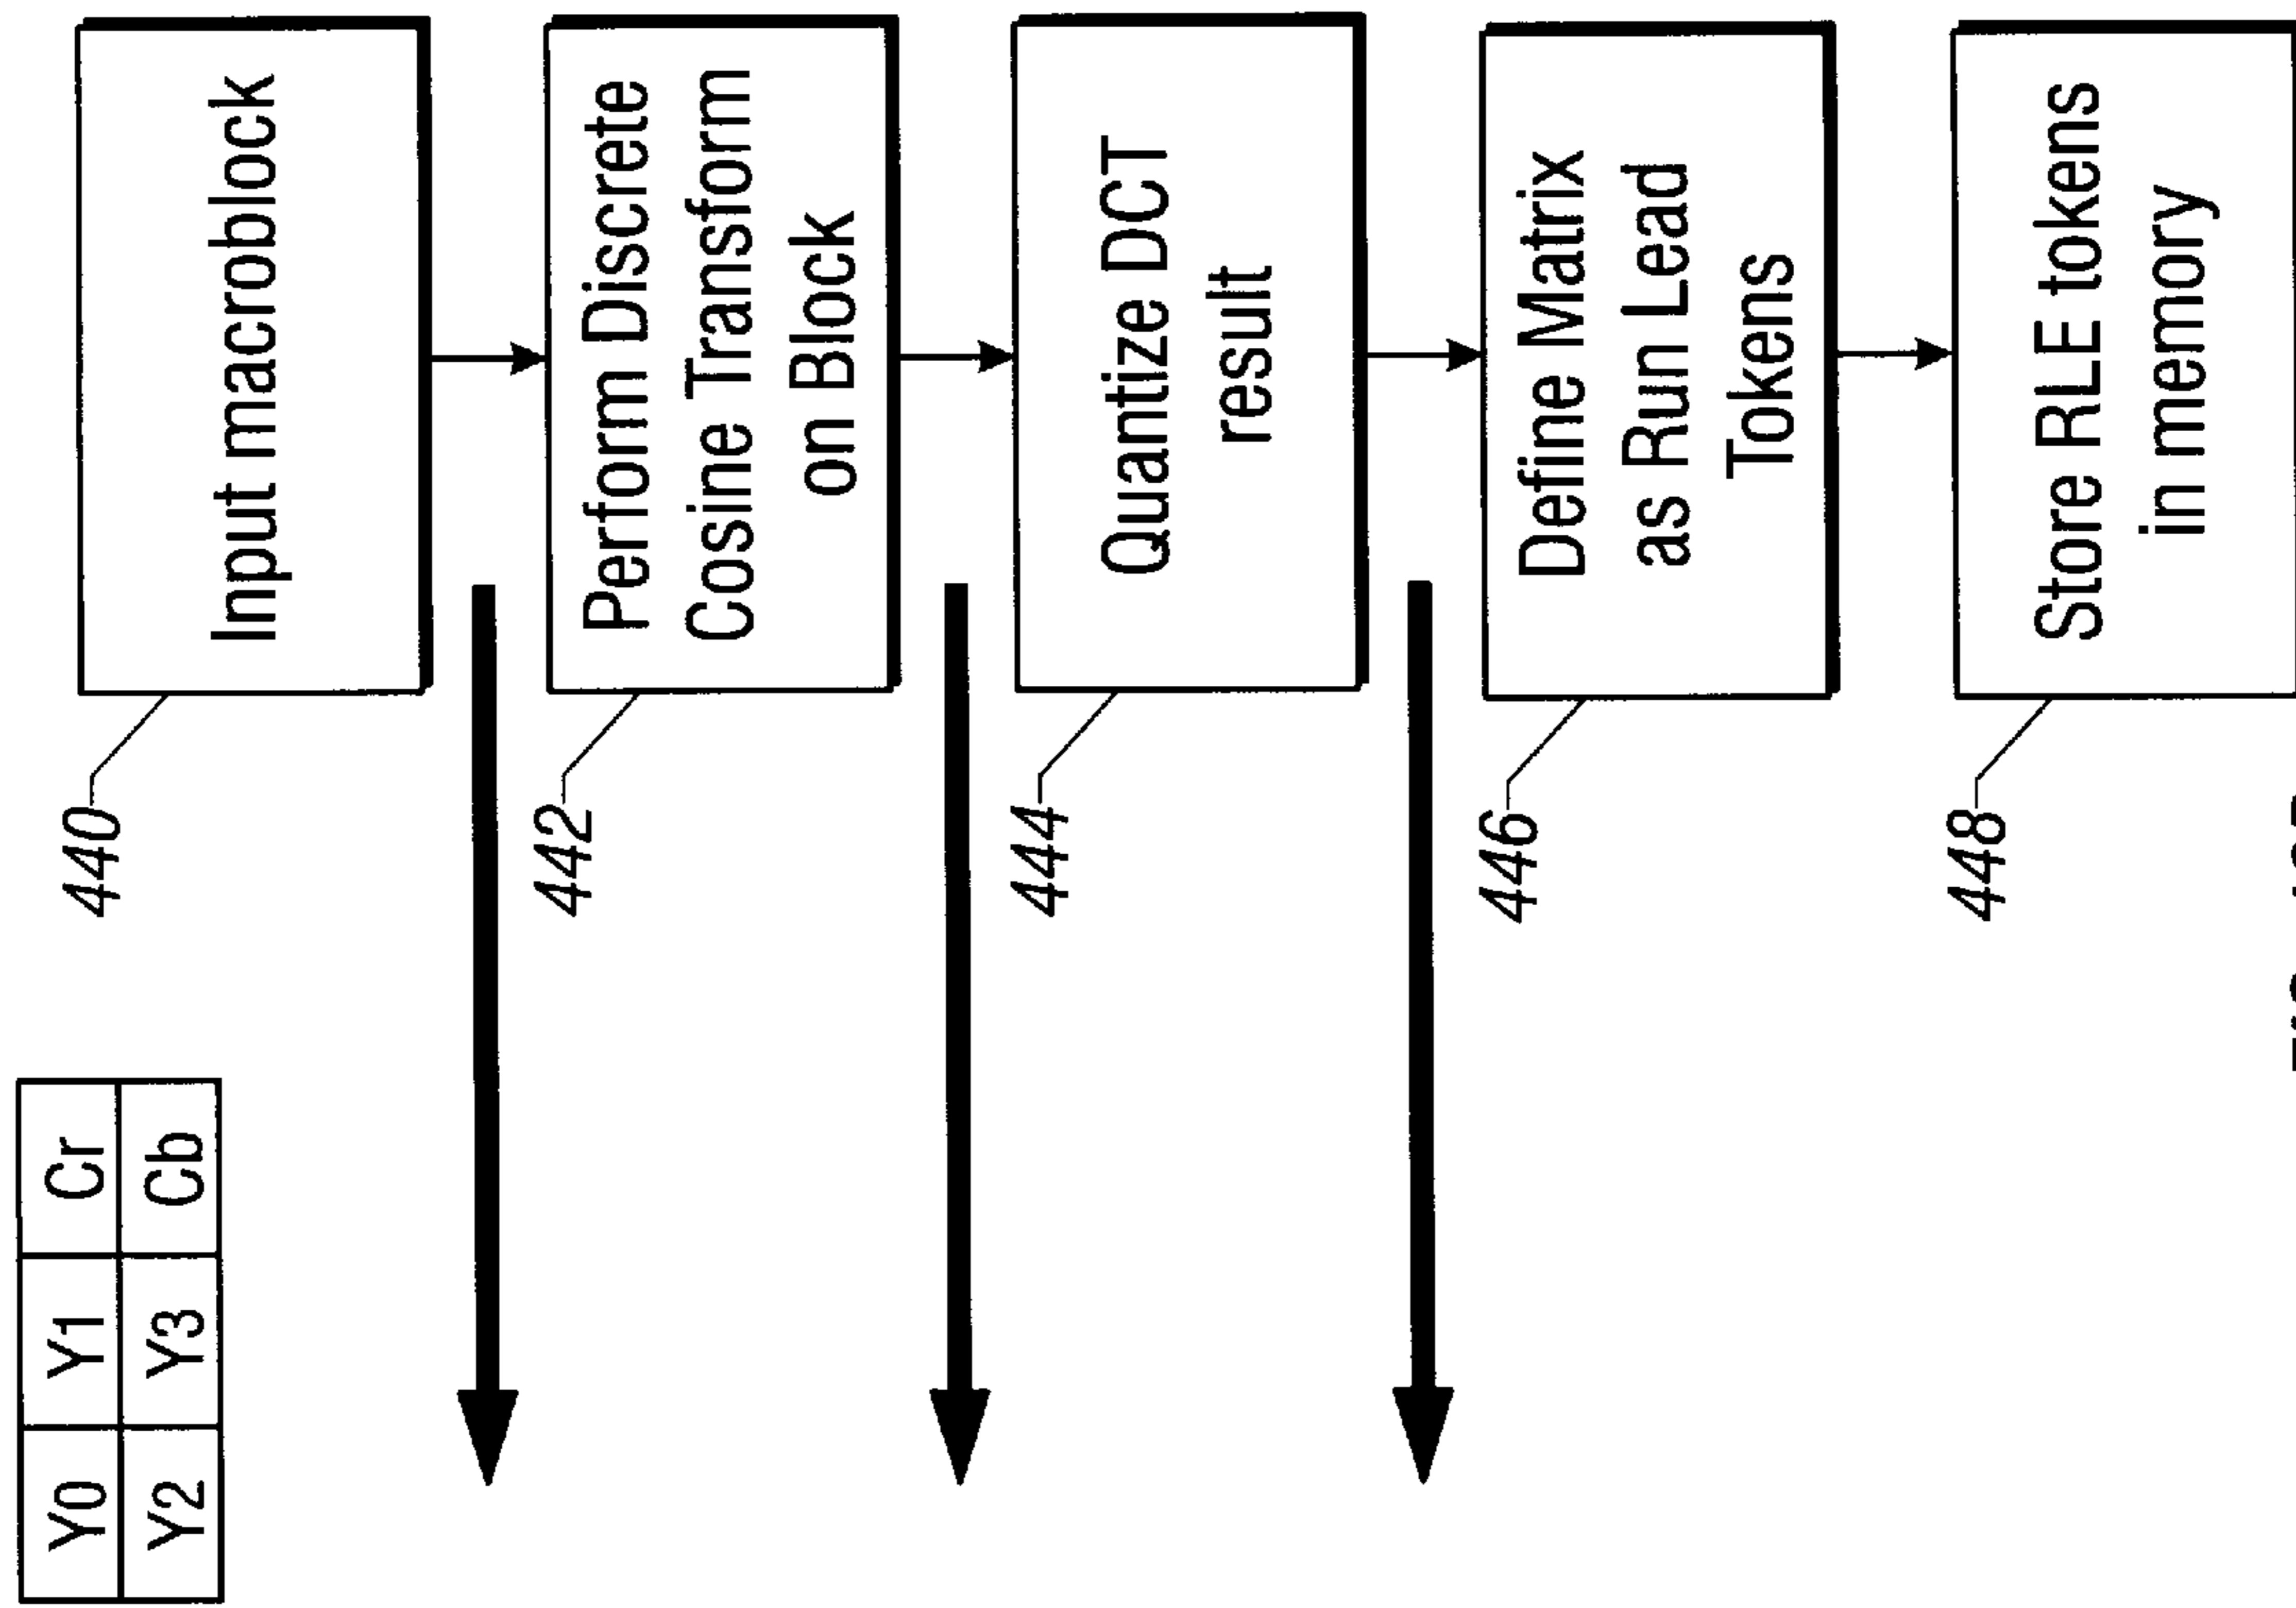 Y0 Y1 Cr
Y2 Y3 Cb
440
Input macroblock
442
Perform Discrete
Cosine Transform
on Block
444
Quantize DCT
result
446
Define Matrix
as Run Lead
Tokens
448
Store RLE tokens
in memory